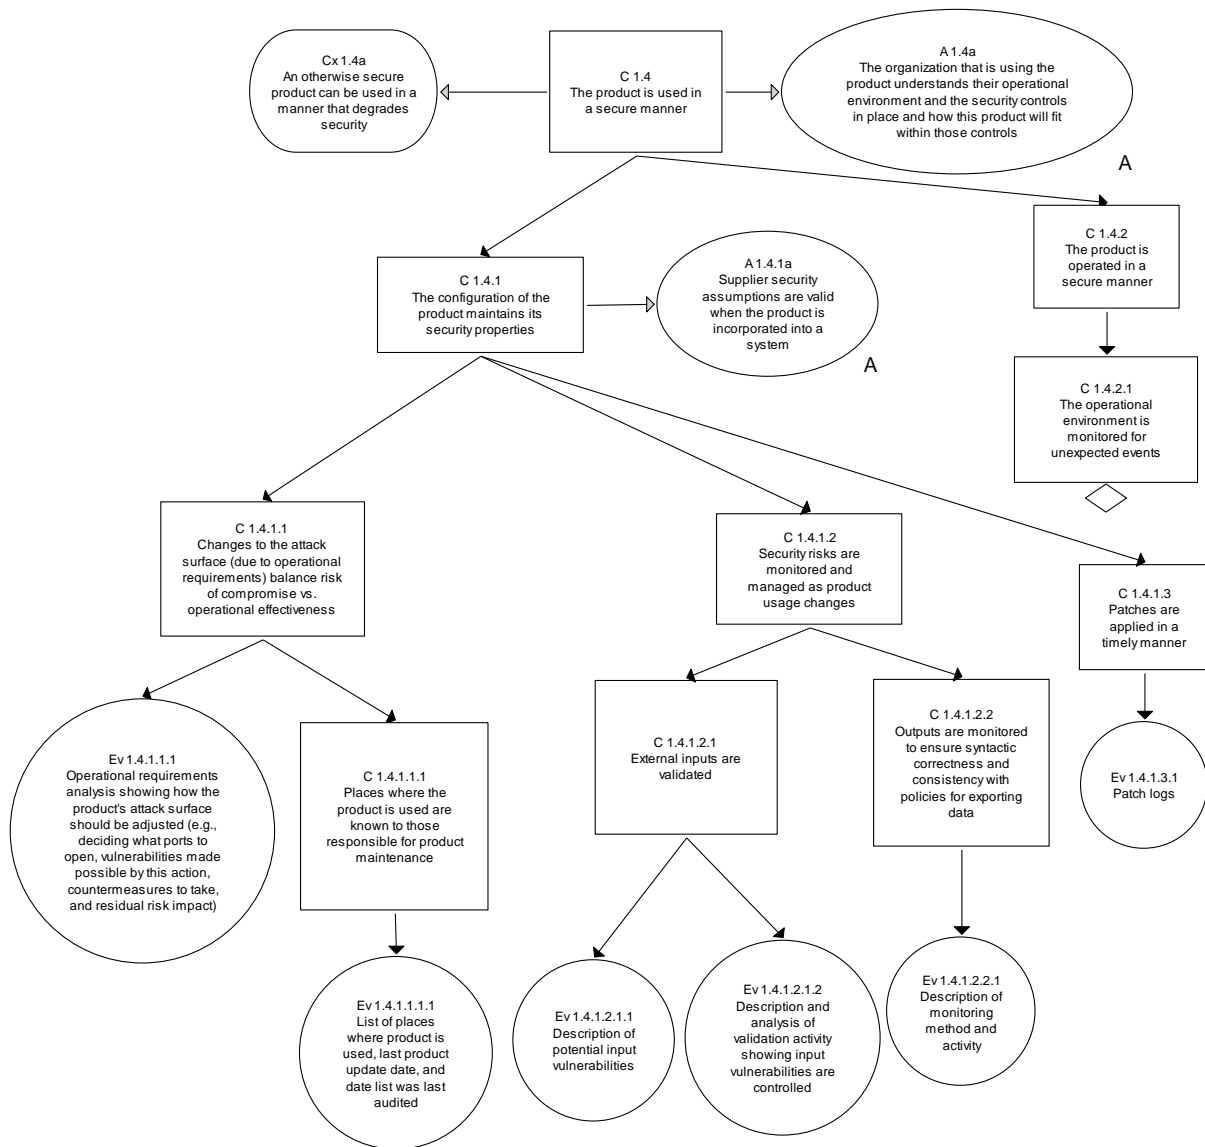 Cx 1.4a
An otherwise secure
product can be used in a
manner that degrades
security
C 1.4
The product is used in
a secure manner
A 1.4a
The organization that is using the
product understands their operational
environment and the security controls
in place and how this product will fit
within those controls
A
C 1.4.2
The product is
operated in a
secure manner
C 1.4.1
The configuration of the
product maintains its
security properties
A 1.4.1a
Supplier security
assumptions are valid
when the product is
incorporated into a
system
A
C 1.4.2.1
The operational
environment is
monitored for
unexpected events
C 1.4.1.1
Changes to the attack
surface (due to operational
requirements) balance risk
of compromise vs.
operational effectiveness
C 1.4.1.2
Security risks are
monitored and
managed as product
usage changes
C 1.4.1.3
Patches are
applied in a
timely manner
Ev 1.4.1.1.1
Operational requirements
analysis showing how the
product's attack surface
should be adjusted (e.g.,
deciding what ports to
open, vulnerabilities made
possible by this action,
countermeasures to take,
and residual risk impact)
C 1.4.1.1.1
Places where the
product is used are
known to those
responsible for product
maintenance
C 1.4.1.2.1
External inputs are
validated
C 1.4.1.2.2
Outputs are monitored
to ensure syntactic
correctness and
consistency with
policies for exporting
data
Ev 1.4.1.3.1
Patch logs
Ev 1.4.1.1.1.1
List of places
where product is
used, last product
update date, and
date list was last
audited
Ev 1.4.1.2.1.1
Description of
potential input
vulnerabilities
Ev 1.4.1.2.1.2
Description and
analysis of
validation activity
showing input
vulnerabilities are
controlled
Ev 1.4.1.2.2.1
Description of
monitoring
method and
activity